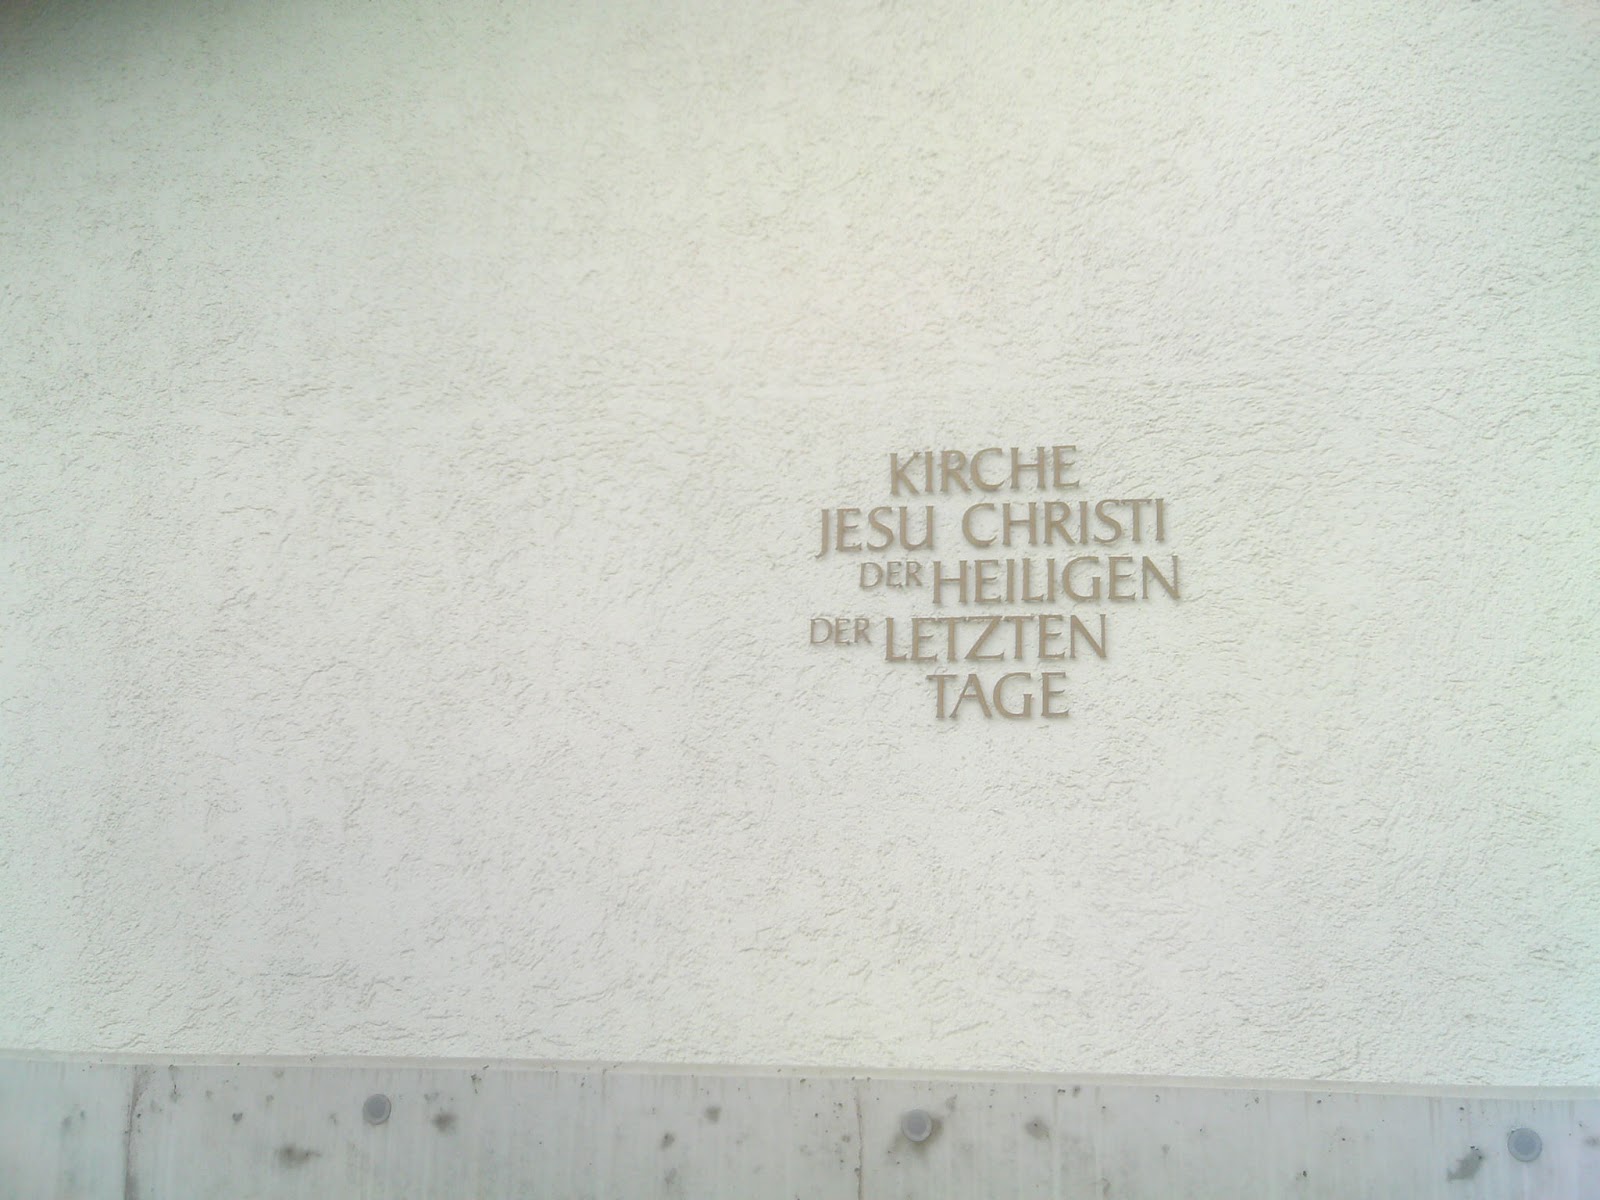 KIRCHE
JESU CHRISTI
DER HEILIGEN
DER LETZTEN
TAGE